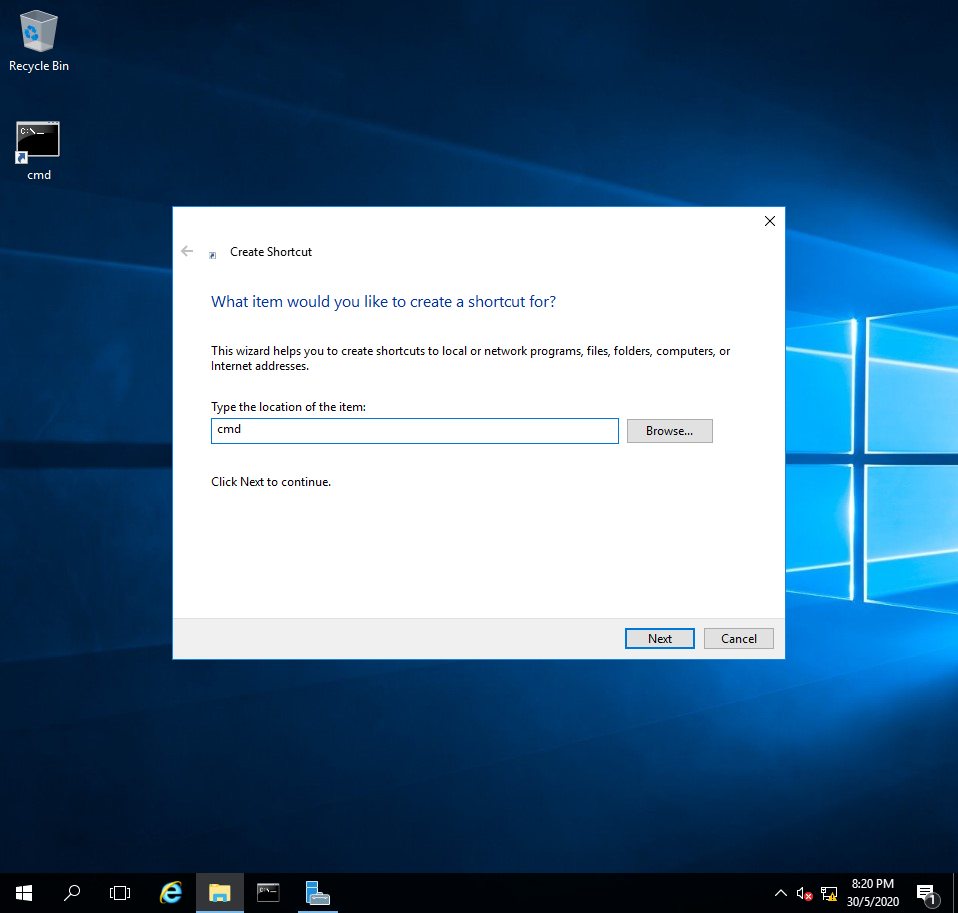 Recycle Bin
C:\._
cmd
Create Shortcut
What item would you like to create a shortcut for?
This wizard helps you to create shortcuts to local or network programs, files, folders, computers, or
Internet addresses.
Type the location of the item:
cmd
Browse...
Click Next to continue.
Next
Cancel
8:20 PM
30/5/2020
1